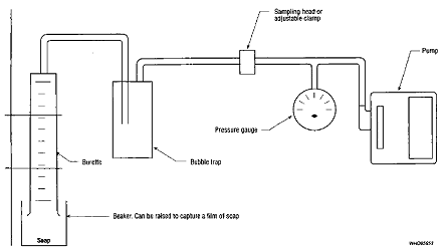 Sampling head or
adjustable clamp
Pump
Pressure gauge
Burette
Bubble trap
Beaker. Can be raised to capture a film of soap
Soap
WHO95651